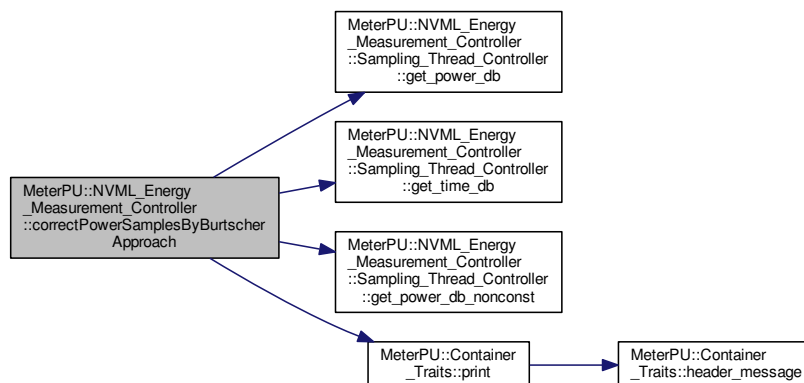 MeterPU::NVML_Energy
_Measurement_Controller
::Sampling_Thread_Controller
::get_power_db
MeterPU::NVML_Energy
_Measurement_Controller
::Sampling_Thread_Controller
::get_time_db
MeterPU::NVML_Energy
_Measurement_Controller
::correctPowerSamplesByBurtscher
Approach
MeterPU::NVML_Energy
_Measurement_Controller
::Sampling_Thread_Controller
::get_power_db_nonconst
MeterPU::Container
_Traits::print
MeterPU::Container
_Traits::header_message